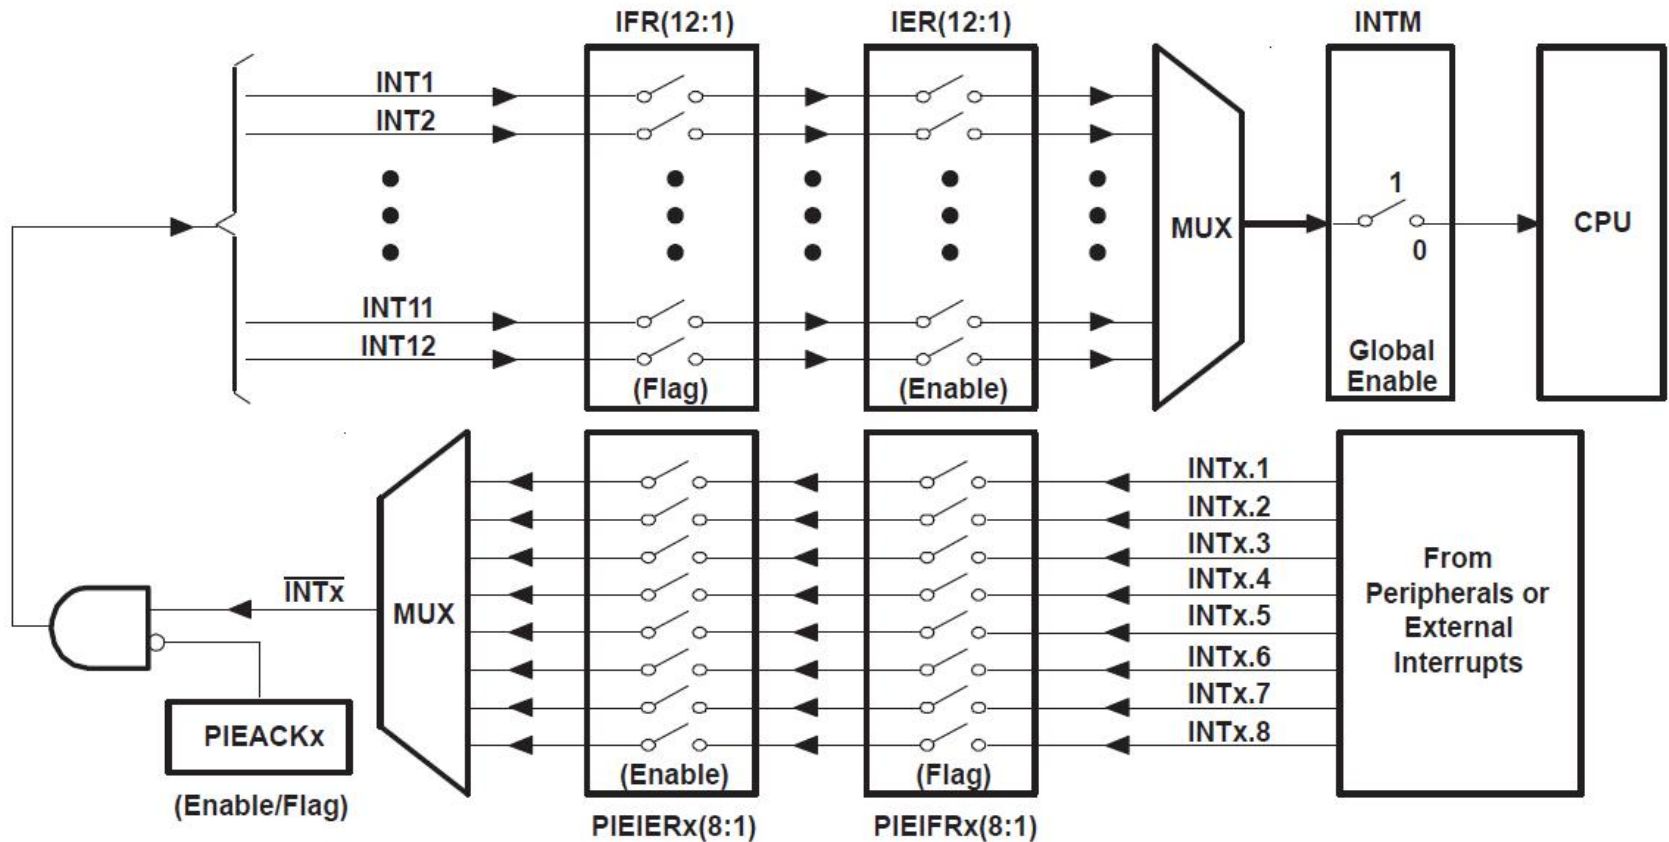 IFR(12:1)
IER(12:1)
INTM
INT1
INT2
INT11
INT12
(Flag)
(Enable)
MUX
1
0
Global
Enable
CPU
INTx.1
INTx.2
INTx.3
INTx.4
INTx.5
INTx.6
INTx.7
INTx.8
From
Peripherals or
External
Interrupts
INTx
MUX
PIEACKx
(Enable/Flag)
(Enable)
(Flag)
PIEIERx(8:1)
PIEIFRx(8:1)